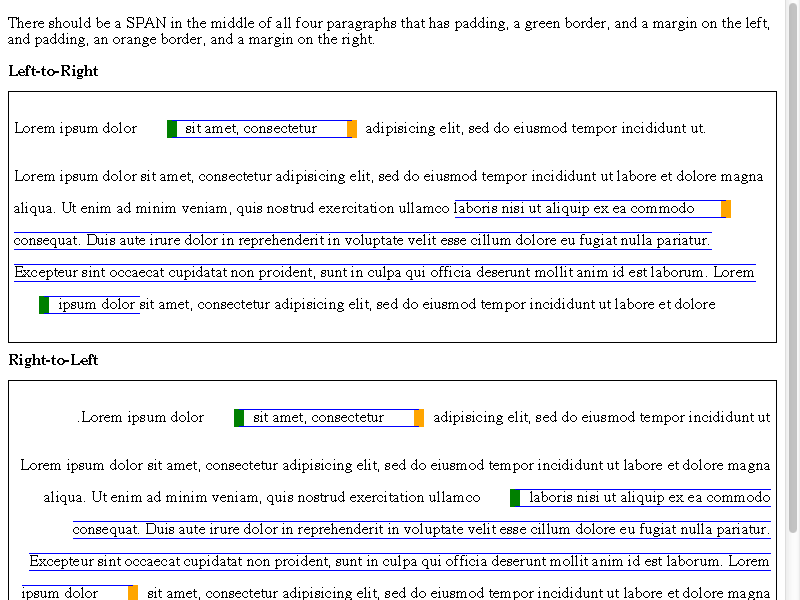 There should be a SPAN in the middle of all four paragraphs that has padding, a green border, and a margin on the left,
and padding, an orange border, and a margin on the right.
Left-to-Right
Lorem ipsum dolor sit amet, consectetur adipisicing elit, sed do eiusmod tempor incididunt ut.
Lorem ipsum dolor sit amet, consectetur adipisicing elit, sed do eiusmod tempor incididunt ut labore et dolore magna
aliqua. Ut enim ad minim veniam, quis nostrud exercitation ullamco laboris nisi ut aliquip ex ea commodo
consequat. Duis aute irure dolor in reprehenderit in voluptate velit esse cillum dolore eu fugiat nulla pariatur.
Excepteur sint occaecat cupidatat non proident, sunt in culpa qui officia deserunt mollit anim id est laborum. Lorem
ipsum dolor sit amet, consectetur adipisicing elit, sed do eiusmod tempor incididunt ut labore et dolore
Right-to-Left
.Lorem ipsum dolor sit amet, consectetur adipisicing elit, sed do eiusmod tempor incididunt ut
Lorem ipsum dolor sit amet, consectetur adipisicing elit, sed do eiusmod tempor incididunt ut labore et dolore magna
aliqua. Ut enim ad minim veniam, quis nostrud exercitation ullamco laboris nisi ut aliquip ex ea commodo
consequat. Duis aute irure dolor in reprehenderit in voluptate velit esse cillum dolore eu fugiat nulla pariatur.
Excepteur sint occaecat cupidatat non proident, sunt in culpa qui officia deserunt mollit anim id est laborum. Lorem
ipsum dolor sit amet, consectetur adipisicing elit, sed do eiusmod tempor incididunt ut labore et dolore magna